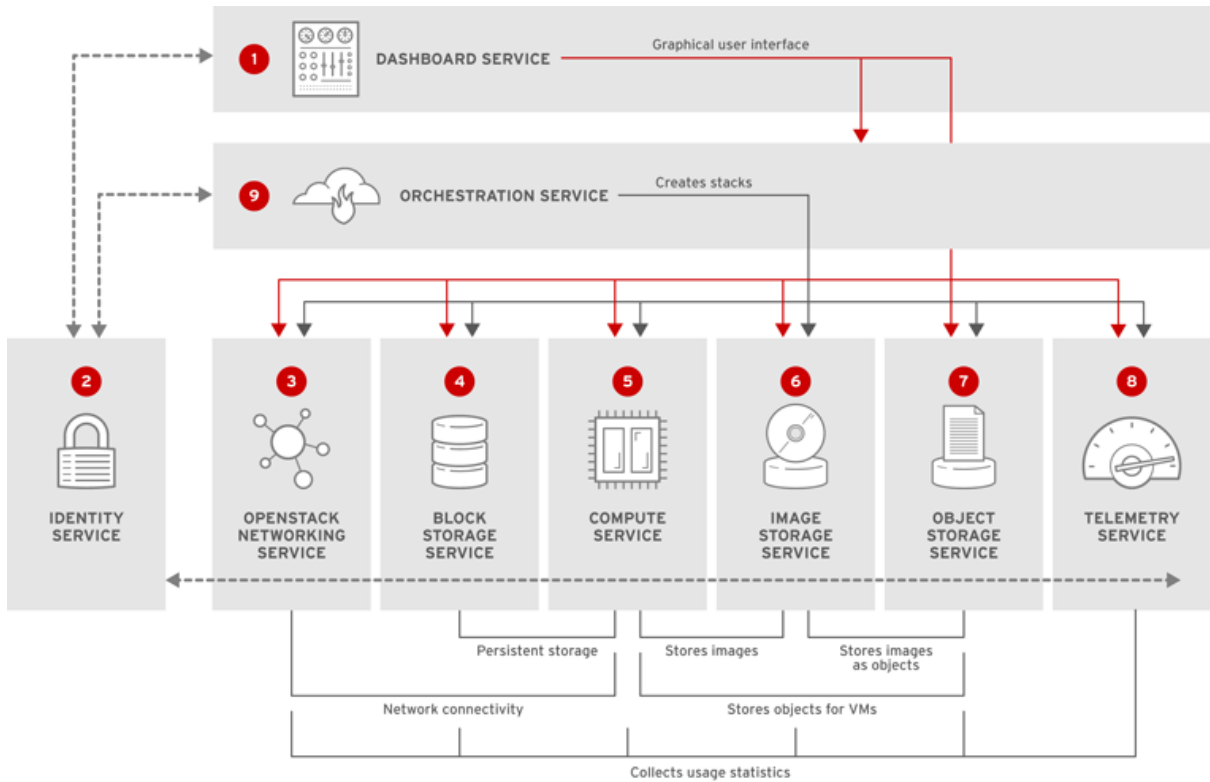 1
DASHBOARD SERVICE
Graphical user interface
9
ORCHESTRATION SERVICE
Creates stacks
2
IDENTITY
SERVICE
3
OPENSTACK
NETWORKING
SERVICE
4
BLOCK
STORAGE
SERVICE
5
COMPUTE
SERVICE
6
IMAGE
STORAGE
SERVICE
7
OBJECT
STORAGE
SERVICE
8
TELEMETRY
SERVICE
Persistent storage
Stores images
Stores images
as objects
Network connectivity
Stores objects for VMs
Collects usage statistics